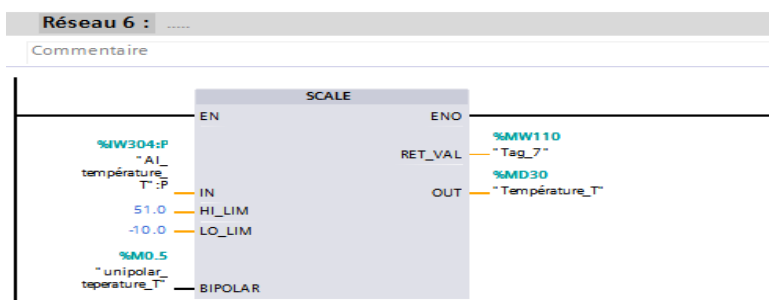 Réseau 6 : .....
Commentaire
SCALE
EN
ENO
%IW304:P
"AI_
température_
T":P
IN
%MW110
RET_VAL
"Tag_7"
%MD30
OUT
"Température_T"
51.0
HI_LIM
-10.0
LO_LIM
%M0.5
"unipolar_
teperature_T"
BIPOLAR